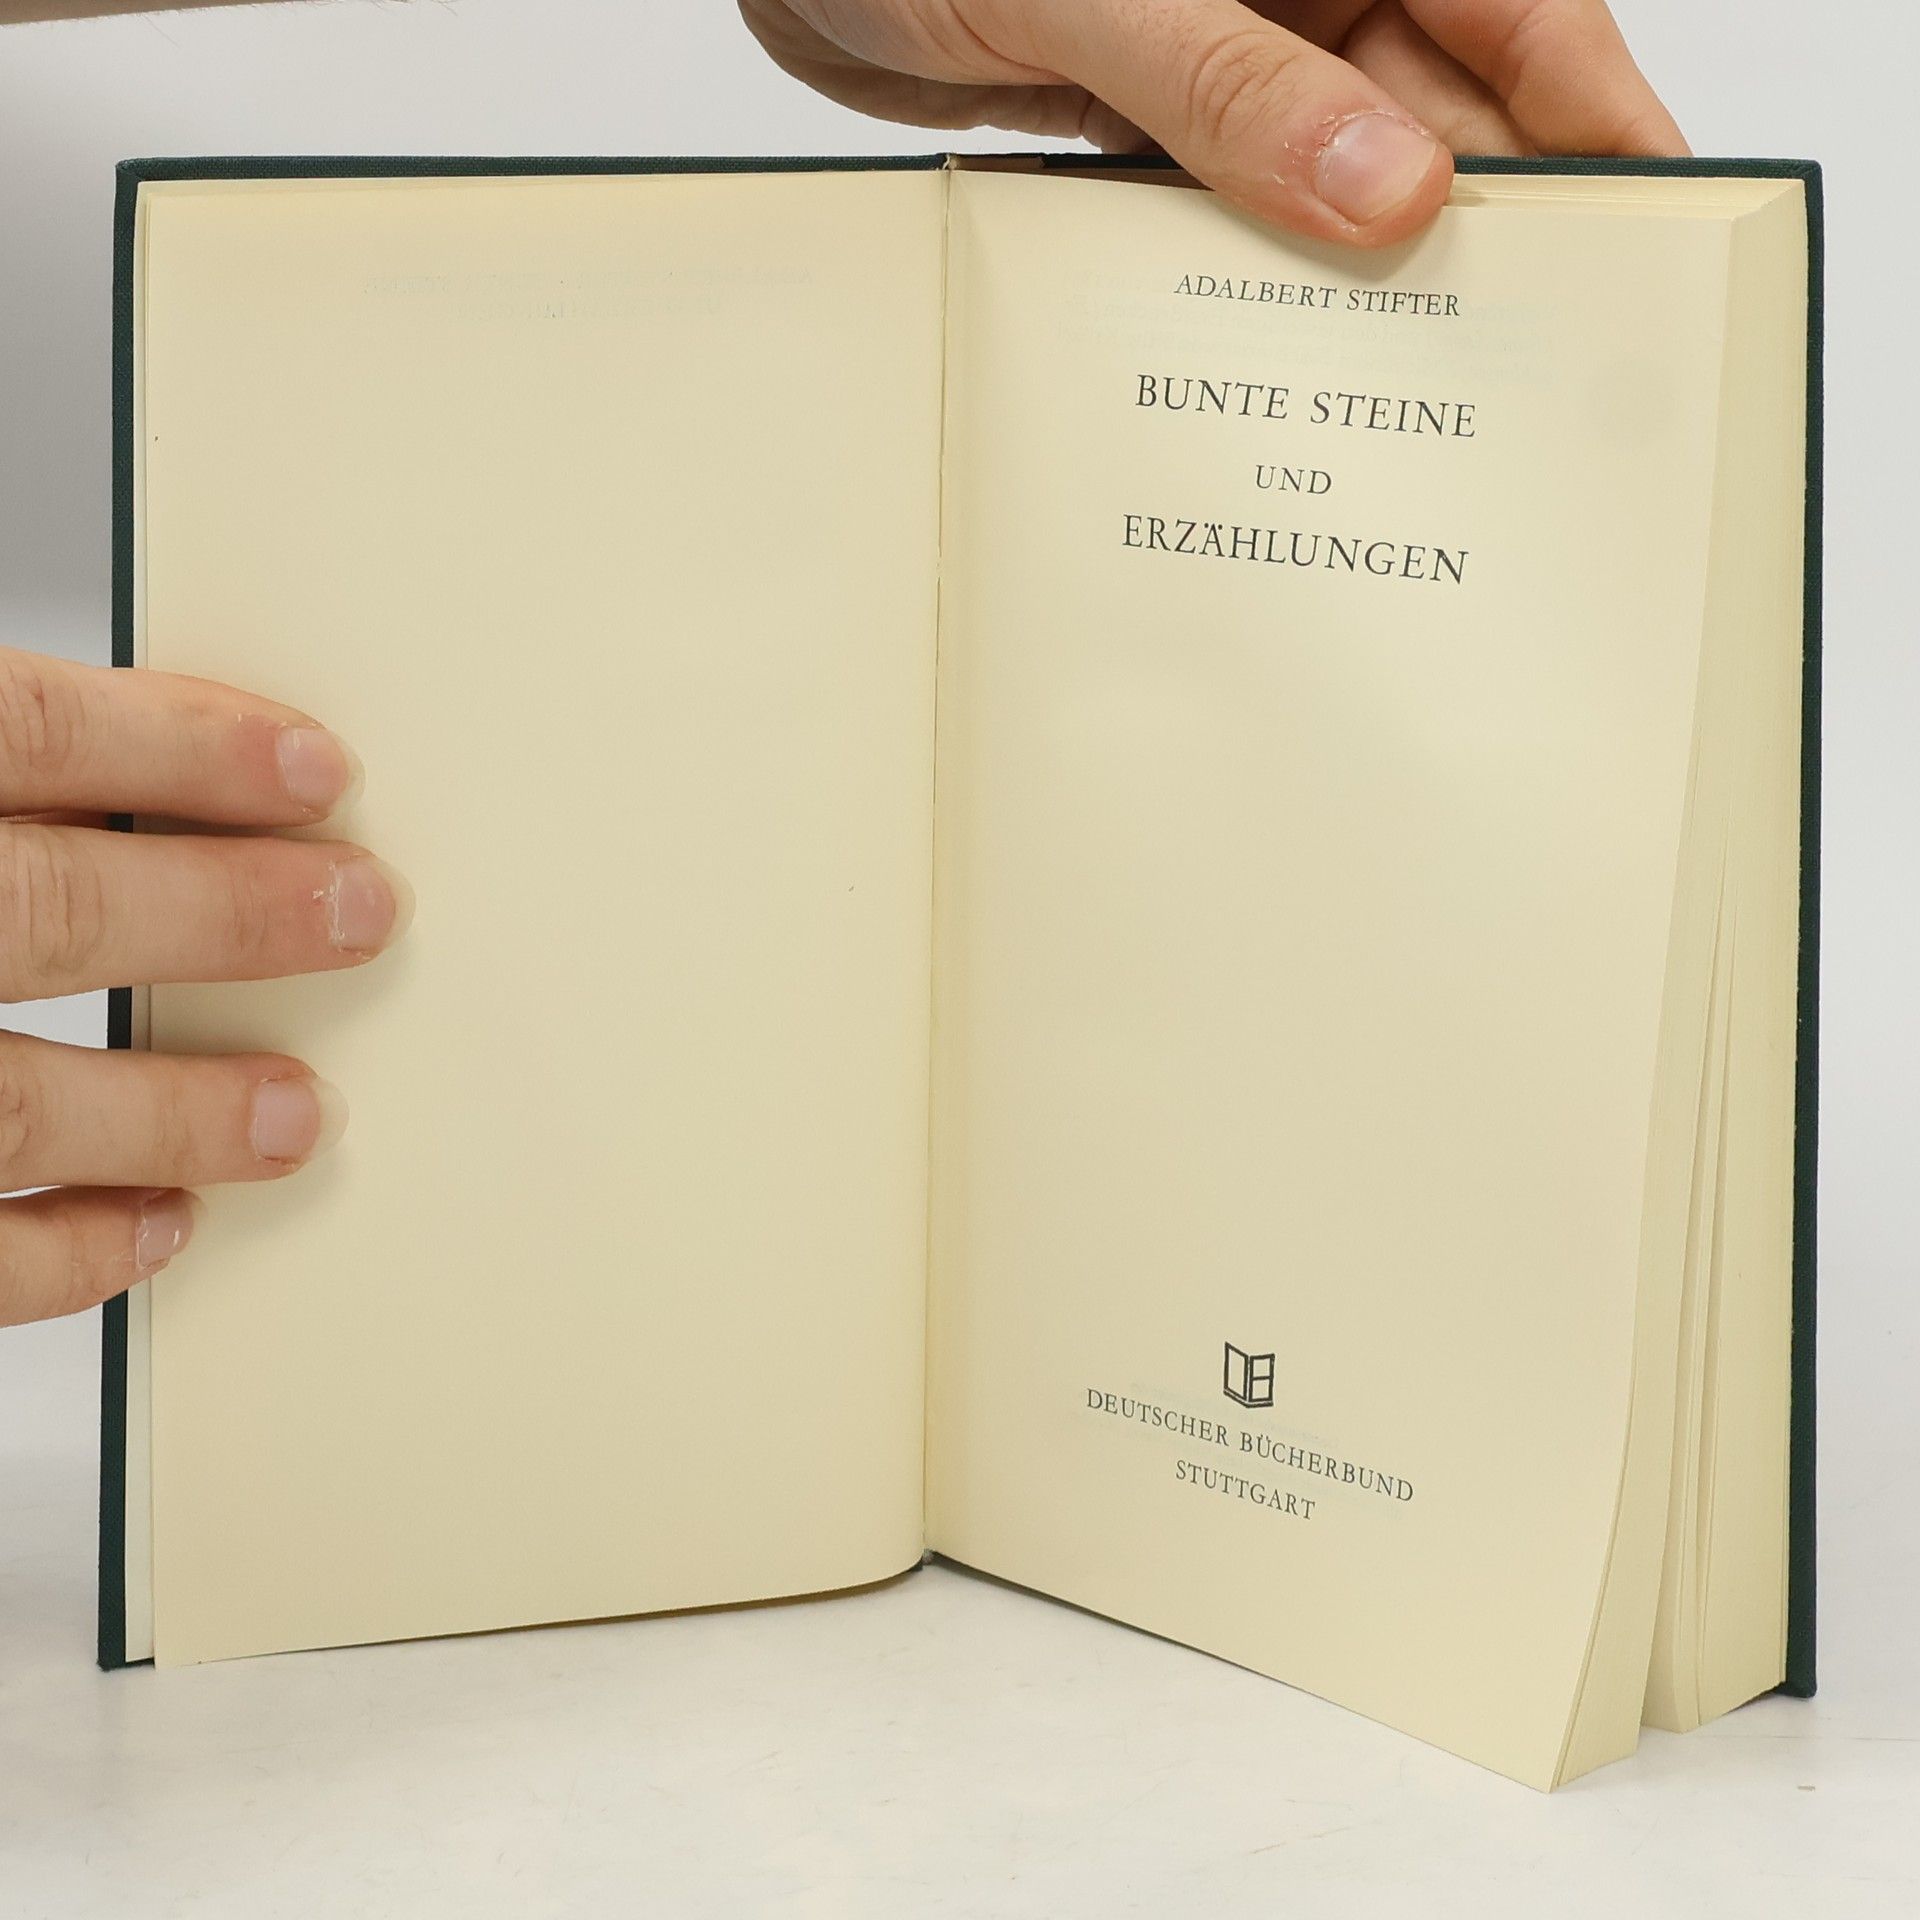 ADALBERT STIFTER
BUNTE STEINE
UND
ERZÄHLUNGEN
DEUTSCHER BÜCHERBUND
STUTTGART